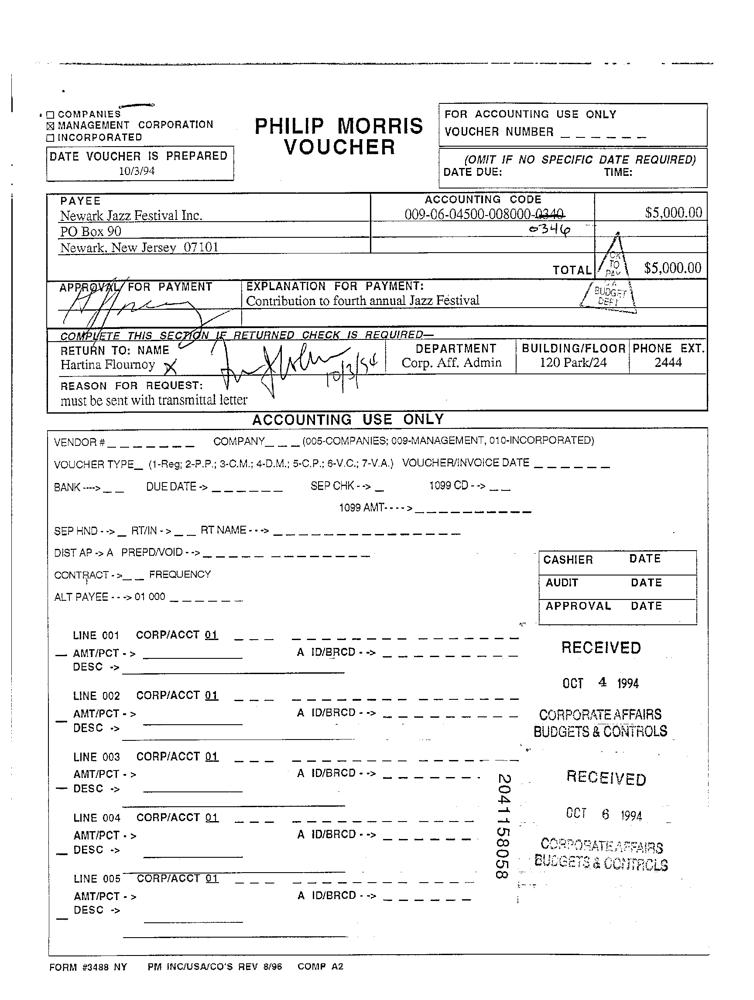 ☐ COMPANIES
☒ MANAGEMENT CORPORATION
☐ INCORPORATED
PHILIP MORRIS
VOUCHER
FOR ACCOUNTING USE ONLY
VOUCHER NUMBER _ _ _ _ _ _
DATE VOUCHER IS PREPARED
10/3/94
(OMIT IF NO SPECIFIC DATE REQUIRED)
DATE DUE: TIME:
PAYEE ACCOUNTING CODE
Newark Jazz Festival Inc. 009-06-04500-008000-0340 $5,000.00
PO Box 90 0346
Newark, New Jersey 07101
TOTAL $5,000.00
OK
TO
PAY
BUDGET
DEPT
APPROVAL FOR PAYMENT EXPLANATION FOR PAYMENT:
Contribution to fourth annual Jazz Festival
COMPLETE THIS SECTION IF RETURNED CHECK IS REQUIRED—
RETURN TO: NAME DEPARTMENT BUILDING/FLOOR PHONE EXT.
Hartina Flournoy X 10/3/94 Corp. Aff. Admin 120 Park/24 2444
REASON FOR REQUEST:
must be sent with transmittal letter
ACCOUNTING USE ONLY
VENDOR # _ _ _ _ _ _ _ COMPANY _ _ _ (005-COMPANIES; 009-MANAGEMENT, 010-INCORPORATED)
VOUCHER TYPE _ (1-Reg; 2-P.P.; 3-C.M.; 4-D.M.; 5-C.P.; 6-V.C.; 7-V.A.) VOUCHER/INVOICE DATE _ _ _ _ _ _
BANK ----> _ _ DUE DATE -> _ _ _ _ _ _ SEP CHK --> _ 1099 CD --> _ _
1099 AMT----> _ _ _ _ _ _ _ _ _ _
SEP HND --> _ RT/IN -> _ _ RT NAME ---> _ _ _ _ _ _ _ _ _ _ _ _ _ _ _ _
DIST AP -> A PREPD/VOID --> _ _ _ _ _ _ _ _ _ _ _ _ _ _
CONTRACT -> _ _ FREQUENCY
ALT PAYEE ---> 01 000 _ _ _ _ _ _
CASHIER DATE
AUDIT DATE
APPROVAL DATE
LINE 001 CORP/ACCT 01 _ _ _ _ _ _ _ _ _ _ _ _ _ _
AMT/PCT -> A ID/BRCD --> _ _ _ _ _ _ _ _
DESC ->
RECEIVED
OCT 4 1994
CORPORATE AFFAIRS
BUDGETS & CONTROLS
LINE 002 CORP/ACCT 01 _ _ _ _ _ _ _ _ _ _ _ _ _ _
AMT/PCT -> A ID/BRCD --> _ _ _ _ _ _ _ _
DESC ->
LINE 003 CORP/ACCT 01 _ _ _ _ _ _ _ _ _ _ _ _ _ _
AMT/PCT -> A ID/BRCD --> _ _ _ _ _ _
DESC ->
RECEIVED
OCT 6 1994
CORPORATE AFFAIRS
BUDGETS & CONTROLS
2041158058
LINE 004 CORP/ACCT 01 _ _ _ _ _ _ _ _ _ _ _ _ _
AMT/PCT -> A ID/BRCD --> _ _ _ _ _ _
DESC ->
LINE 005 CORP/ACCT 01 _ _ _ _ _ _ _ _ _ _ _ _ _
AMT/PCT -> A ID/BRCD --> _ _ _ _ _ _
DESC ->
FORM #3488 NY PM INC/USA/CO'S REV 8/96 COMP A2